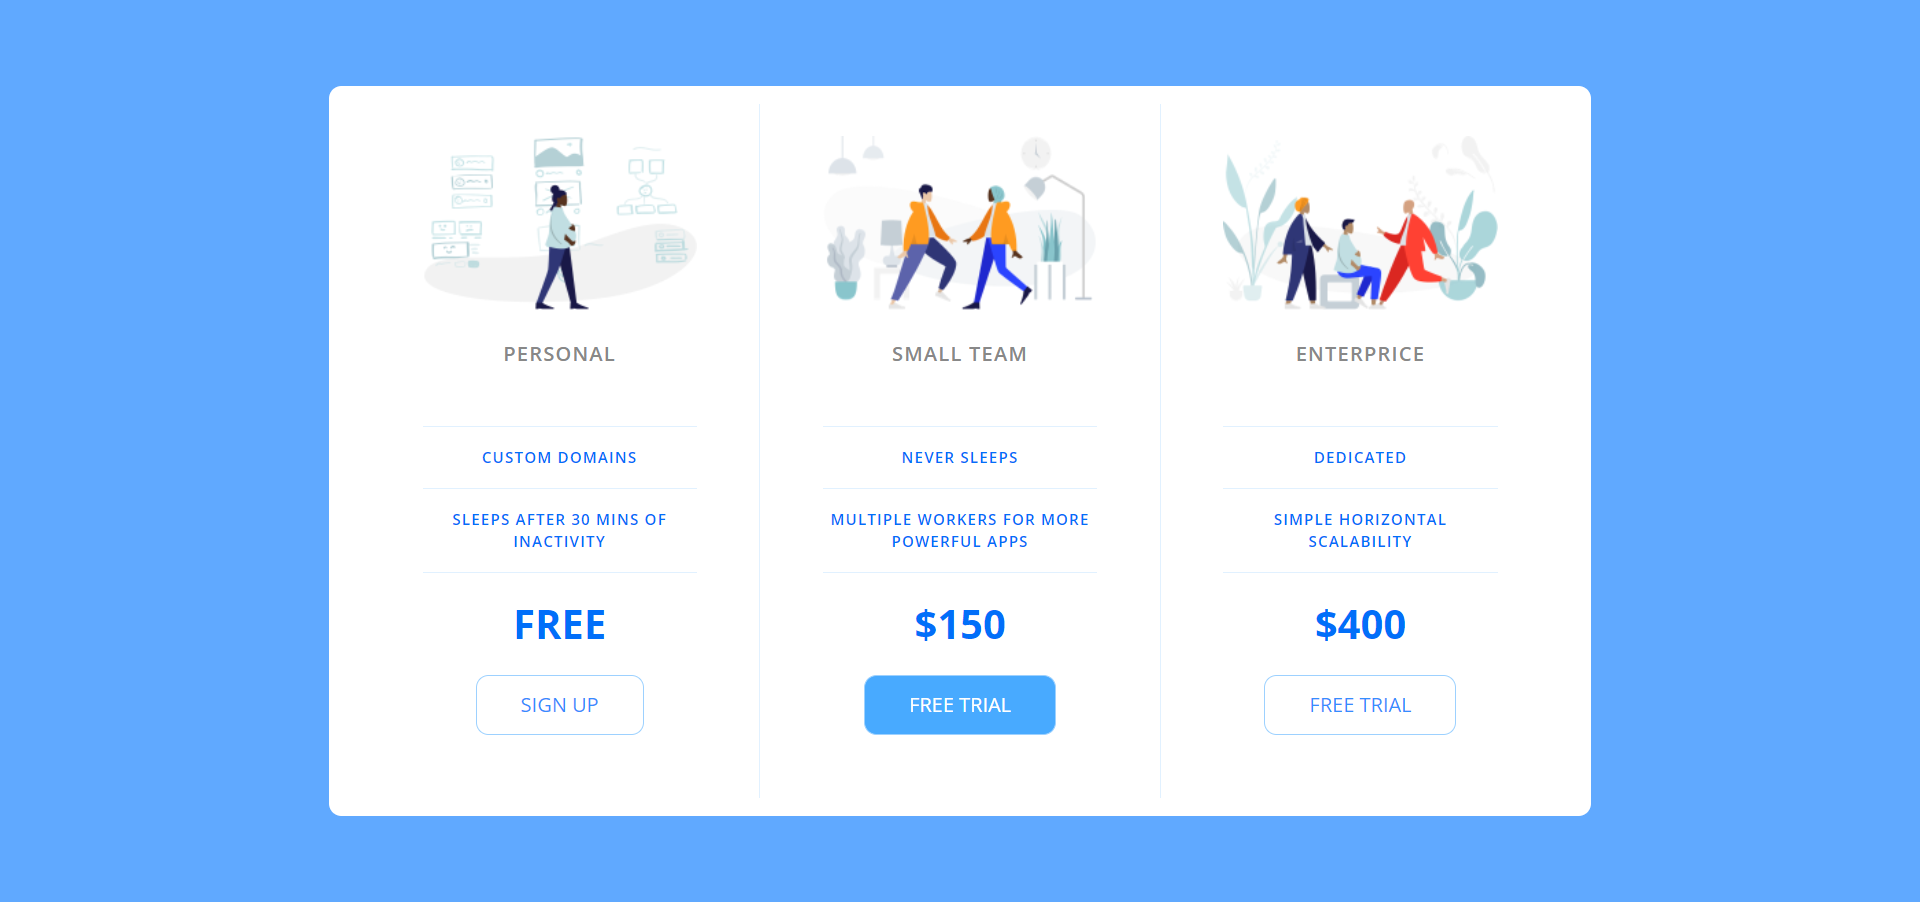 PERSONAL
CUSTOM DOMAINS
SLEEPS AFTER 30 MINS OF
INACTIVITY
FREE
SIGN UP
SMALL TEAM
NEVER SLEEPS
MULTIPLE WORKERS FOR MORE
POWERFUL APPS
$150
FREE TRIAL
ENTERPRICE
DEDICATED
SIMPLE HORIZONTAL
SCALABILITY
$400
FREE TRIAL